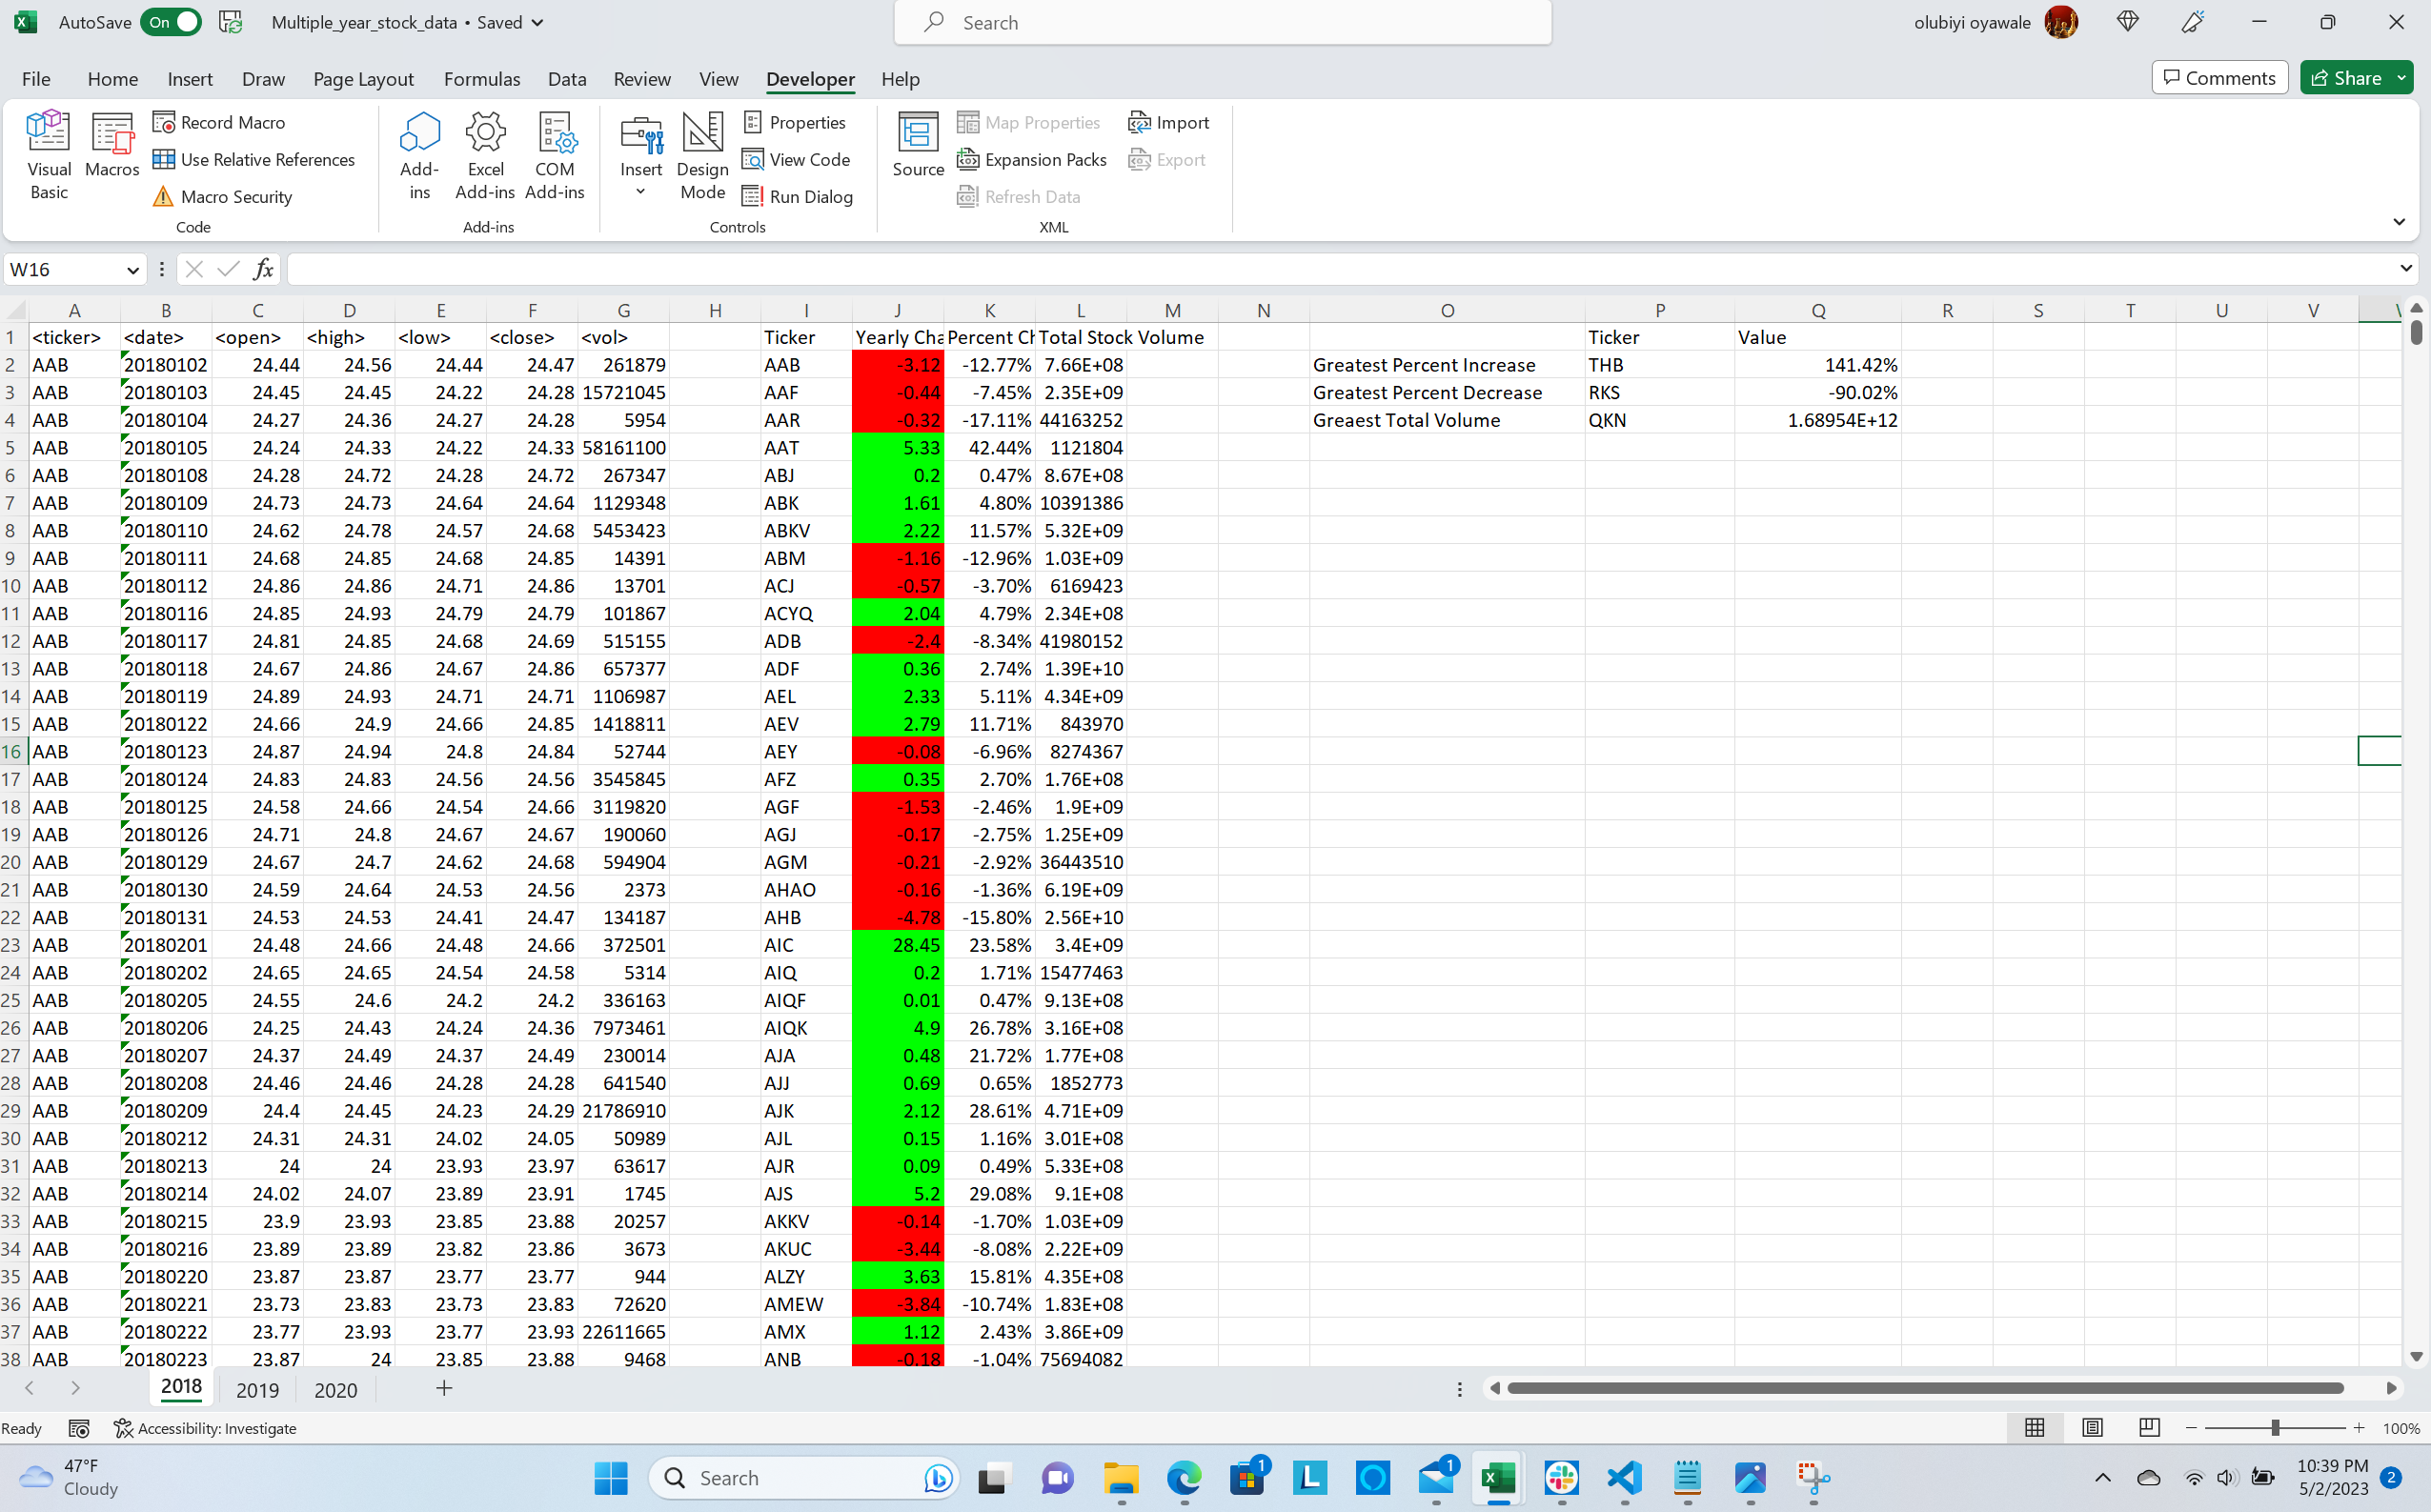 AutoSave On Multiple_year_stock_data • Saved Search olubiyi oyawale
File Home Insert Draw Page Layout Formulas Data Review View Developer Help Comments Share
Visual Basic Macros Record Macro Use Relative References Macro Security
Add-ins Excel Add-ins COM Add-ins
Insert Design Mode Properties View Code Run Dialog
Source Map Properties Expansion Packs Refresh Data Import Export
Code Add-ins Controls XML
W16 fx
A B C D E F G H I J K L M N O P Q R S T U V
1 <ticker> <date> <open> <high> <low> <close> <vol> Ticker Yearly Cha Percent Ch Total Stock Volume Ticker Value
2 AAB 20180102 24.44 24.56 24.44 24.47 261879 AAB -3.12 -12.77% 7.66E+08 Greatest Percent Increase THB 141.42%
3 AAB 20180103 24.45 24.45 24.22 24.28 15721045 AAF -0.44 -7.45% 2.35E+09 Greatest Percent Decrease RKS -90.02%
4 AAB 20180104 24.27 24.36 24.27 24.28 5954 AAR -0.32 -17.11% 44163252 Greaest Total Volume QKN 1.68954E+12
5 AAB 20180105 24.24 24.33 24.22 24.33 58161100 AAT 5.33 42.44% 1121804
6 AAB 20180108 24.28 24.72 24.28 24.72 267347 ABJ 0.2 0.47% 8.67E+08
7 AAB 20180109 24.73 24.73 24.64 24.64 1129348 ABK 1.61 4.80% 10391386
8 AAB 20180110 24.62 24.78 24.57 24.68 5453423 ABKV 2.22 11.57% 5.32E+09
9 AAB 20180111 24.68 24.85 24.68 24.85 14391 ABM -1.16 -12.96% 1.03E+09
10 AAB 20180112 24.86 24.86 24.71 24.86 13701 ACJ -0.57 -3.70% 6169423
11 AAB 20180116 24.85 24.93 24.79 24.79 101867 ACYQ 2.04 4.79% 2.34E+08
12 AAB 20180117 24.81 24.85 24.68 24.69 515155 ADB -2.4 -8.34% 41980152
13 AAB 20180118 24.67 24.86 24.67 24.86 657377 ADF 0.36 2.74% 1.39E+10
14 AAB 20180119 24.89 24.93 24.71 24.71 1106987 AEL 2.33 5.11% 4.34E+09
15 AAB 20180122 24.66 24.9 24.66 24.85 1418811 AEV 2.79 11.71% 843970
16 AAB 20180123 24.87 24.94 24.8 24.84 52744 AEY -0.08 -6.96% 8274367
17 AAB 20180124 24.83 24.83 24.56 24.56 3545845 AFZ 0.35 2.70% 1.76E+08
18 AAB 20180125 24.58 24.66 24.54 24.66 3119820 AGF -1.53 -2.46% 1.9E+09
19 AAB 20180126 24.71 24.8 24.67 24.67 190060 AGJ -0.17 -2.75% 1.25E+09
20 AAB 20180129 24.67 24.7 24.62 24.68 594904 AGM -0.21 -2.92% 36443510
21 AAB 20180130 24.59 24.64 24.53 24.56 2373 AHAO -0.16 -1.36% 6.19E+09
22 AAB 20180131 24.53 24.53 24.41 24.47 134187 AHB -4.78 -15.80% 2.56E+10
23 AAB 20180201 24.48 24.66 24.48 24.66 372501 AIC 28.45 23.58% 3.4E+09
24 AAB 20180202 24.65 24.65 24.54 24.58 5314 AIQ 0.2 1.71% 15477463
25 AAB 20180205 24.55 24.6 24.2 24.2 336163 AIQF 0.01 0.47% 9.13E+08
26 AAB 20180206 24.25 24.43 24.24 24.36 7973461 AIQK 4.9 26.78% 3.16E+08
27 AAB 20180207 24.37 24.49 24.37 24.49 230014 AJA 0.48 21.72% 1.77E+08
28 AAB 20180208 24.46 24.46 24.28 24.28 641540 AJJ 0.69 0.65% 1852773
29 AAB 20180209 24.4 24.45 24.23 24.29 21786910 AJK 2.12 28.61% 4.71E+09
30 AAB 20180212 24.31 24.31 24.02 24.05 50989 AJL 0.15 1.16% 3.01E+08
31 AAB 20180213 24 24 23.93 23.97 63617 AJR 0.09 0.49% 5.33E+08
32 AAB 20180214 24.02 24.07 23.89 23.91 1745 AJS 5.2 29.08% 9.1E+08
33 AAB 20180215 23.9 23.93 23.85 23.88 20257 AKKV -0.14 -1.70% 1.03E+09
34 AAB 20180216 23.89 23.89 23.82 23.86 3673 AKUC -3.44 -8.08% 2.22E+09
35 AAB 20180220 23.87 23.87 23.77 23.77 944 ALZY 3.63 15.81% 4.35E+08
36 AAB 20180221 23.73 23.83 23.73 23.83 72620 AMEW -3.84 -10.74% 1.83E+08
37 AAB 20180222 23.77 23.93 23.77 23.93 22611665 AMX 1.12 2.43% 3.86E+09
38 AAB 20180223 23.87 24 23.85 23.88 9468 ANB -0.18 -1.04% 75694082
2018 2019 2020
Ready Accessibility: Investigate 100%
47°F
Cloudy
Search 1 L 1
10:39 PM
5/2/2023 2